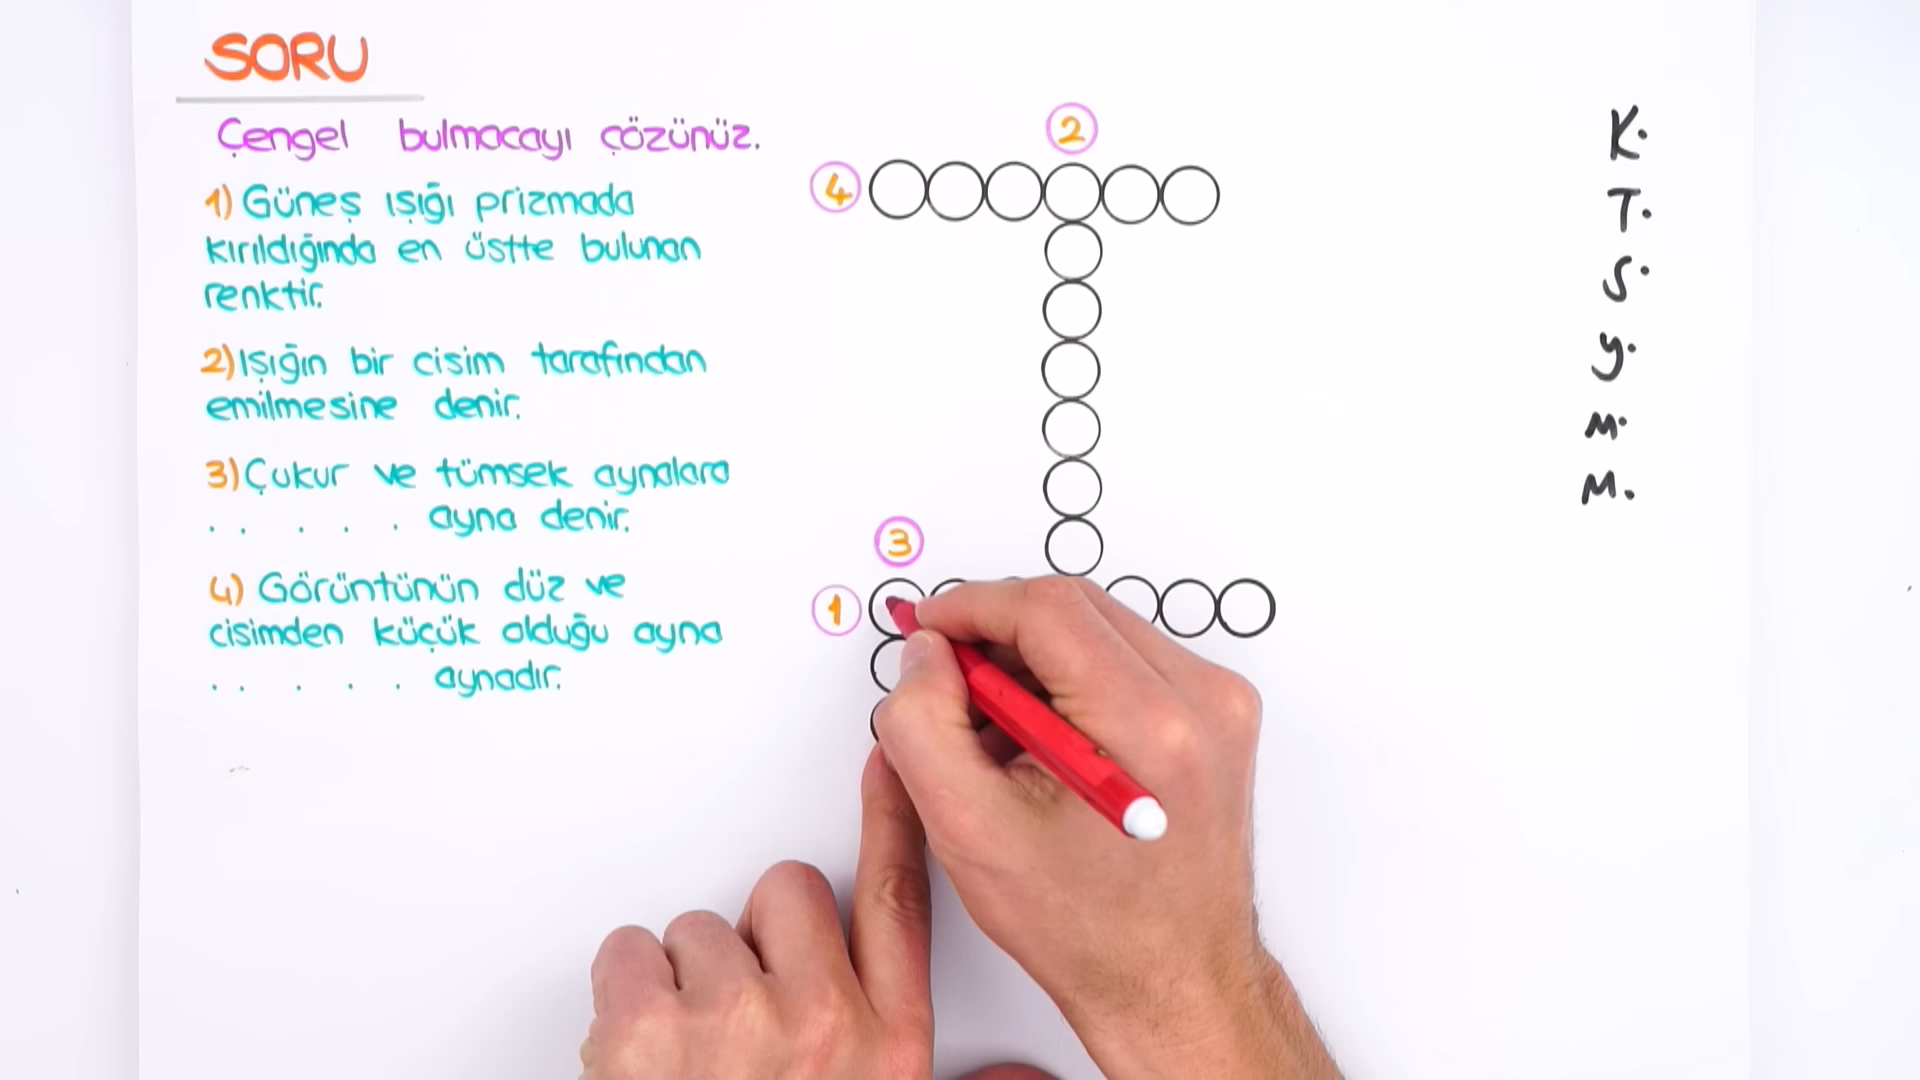 SORU
Çengel bulmacayı çözünüz.
1) Güneş ışığı prizmada
kırıldığında en üstte bulunan
renktir.
2) Işığın bir cisim tarafından
emilmesine denir.
3) Çukur ve tümsek aynalara
. . . . . ayna denir.
4) Görüntünün düz ve
cisimden küçük olduğu ayna
. . . . . aynadır.
2
4
3
1
K.
T.
S.
y.
M.
M.